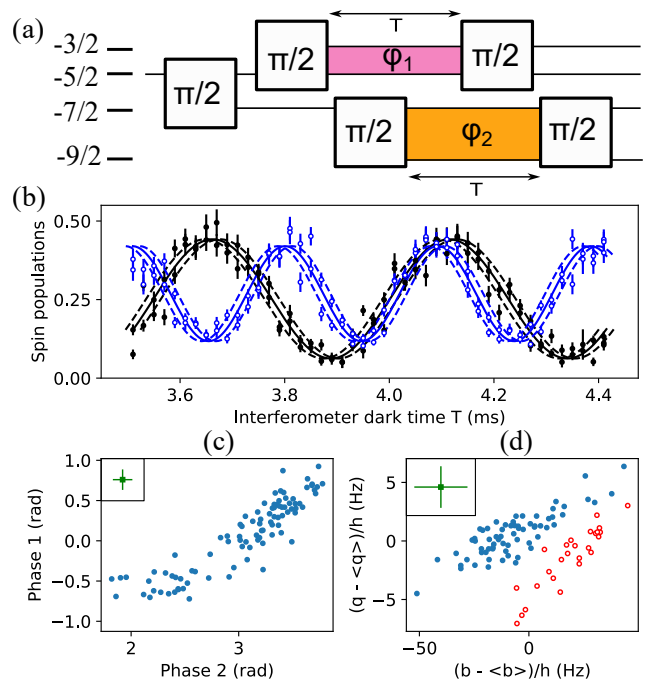 (a)
-3/2
-5/2
-7/2
-9/2
π/2
π/2
φ₁
π/2
T
π/2
φ₂
π/2
T
(b)
Spin populations
0.50
0.25
0.00
3.6 3.8 4.0 4.2 4.4
Interferometer dark time T (ms)
(c)
Phase 1 (rad)
1.0
0.5
0.0
-0.5
-1.0
2 3
Phase 2 (rad)
(d)
(q - <q>)/h (Hz)
5
0
−5
−50 0
(b - <b>)/h (Hz)